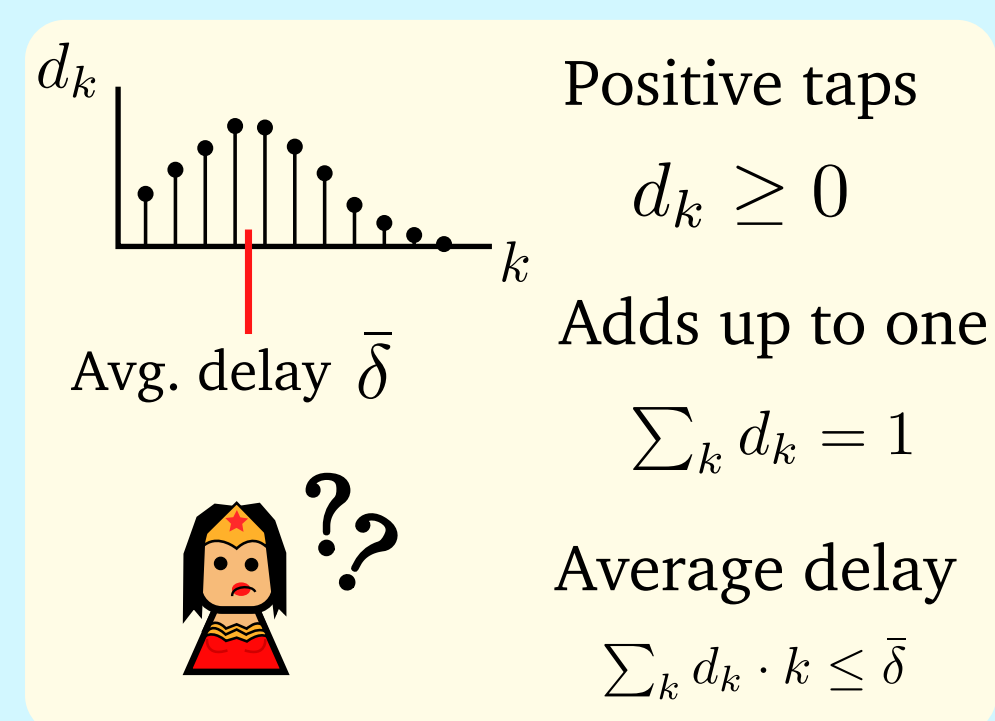 d_k
k
Avg. delay δ̄
??
Positive taps
d_k ≥ 0
Adds up to one
∑_k d_k = 1
Average delay
∑_k d_k · k ≤ δ̄